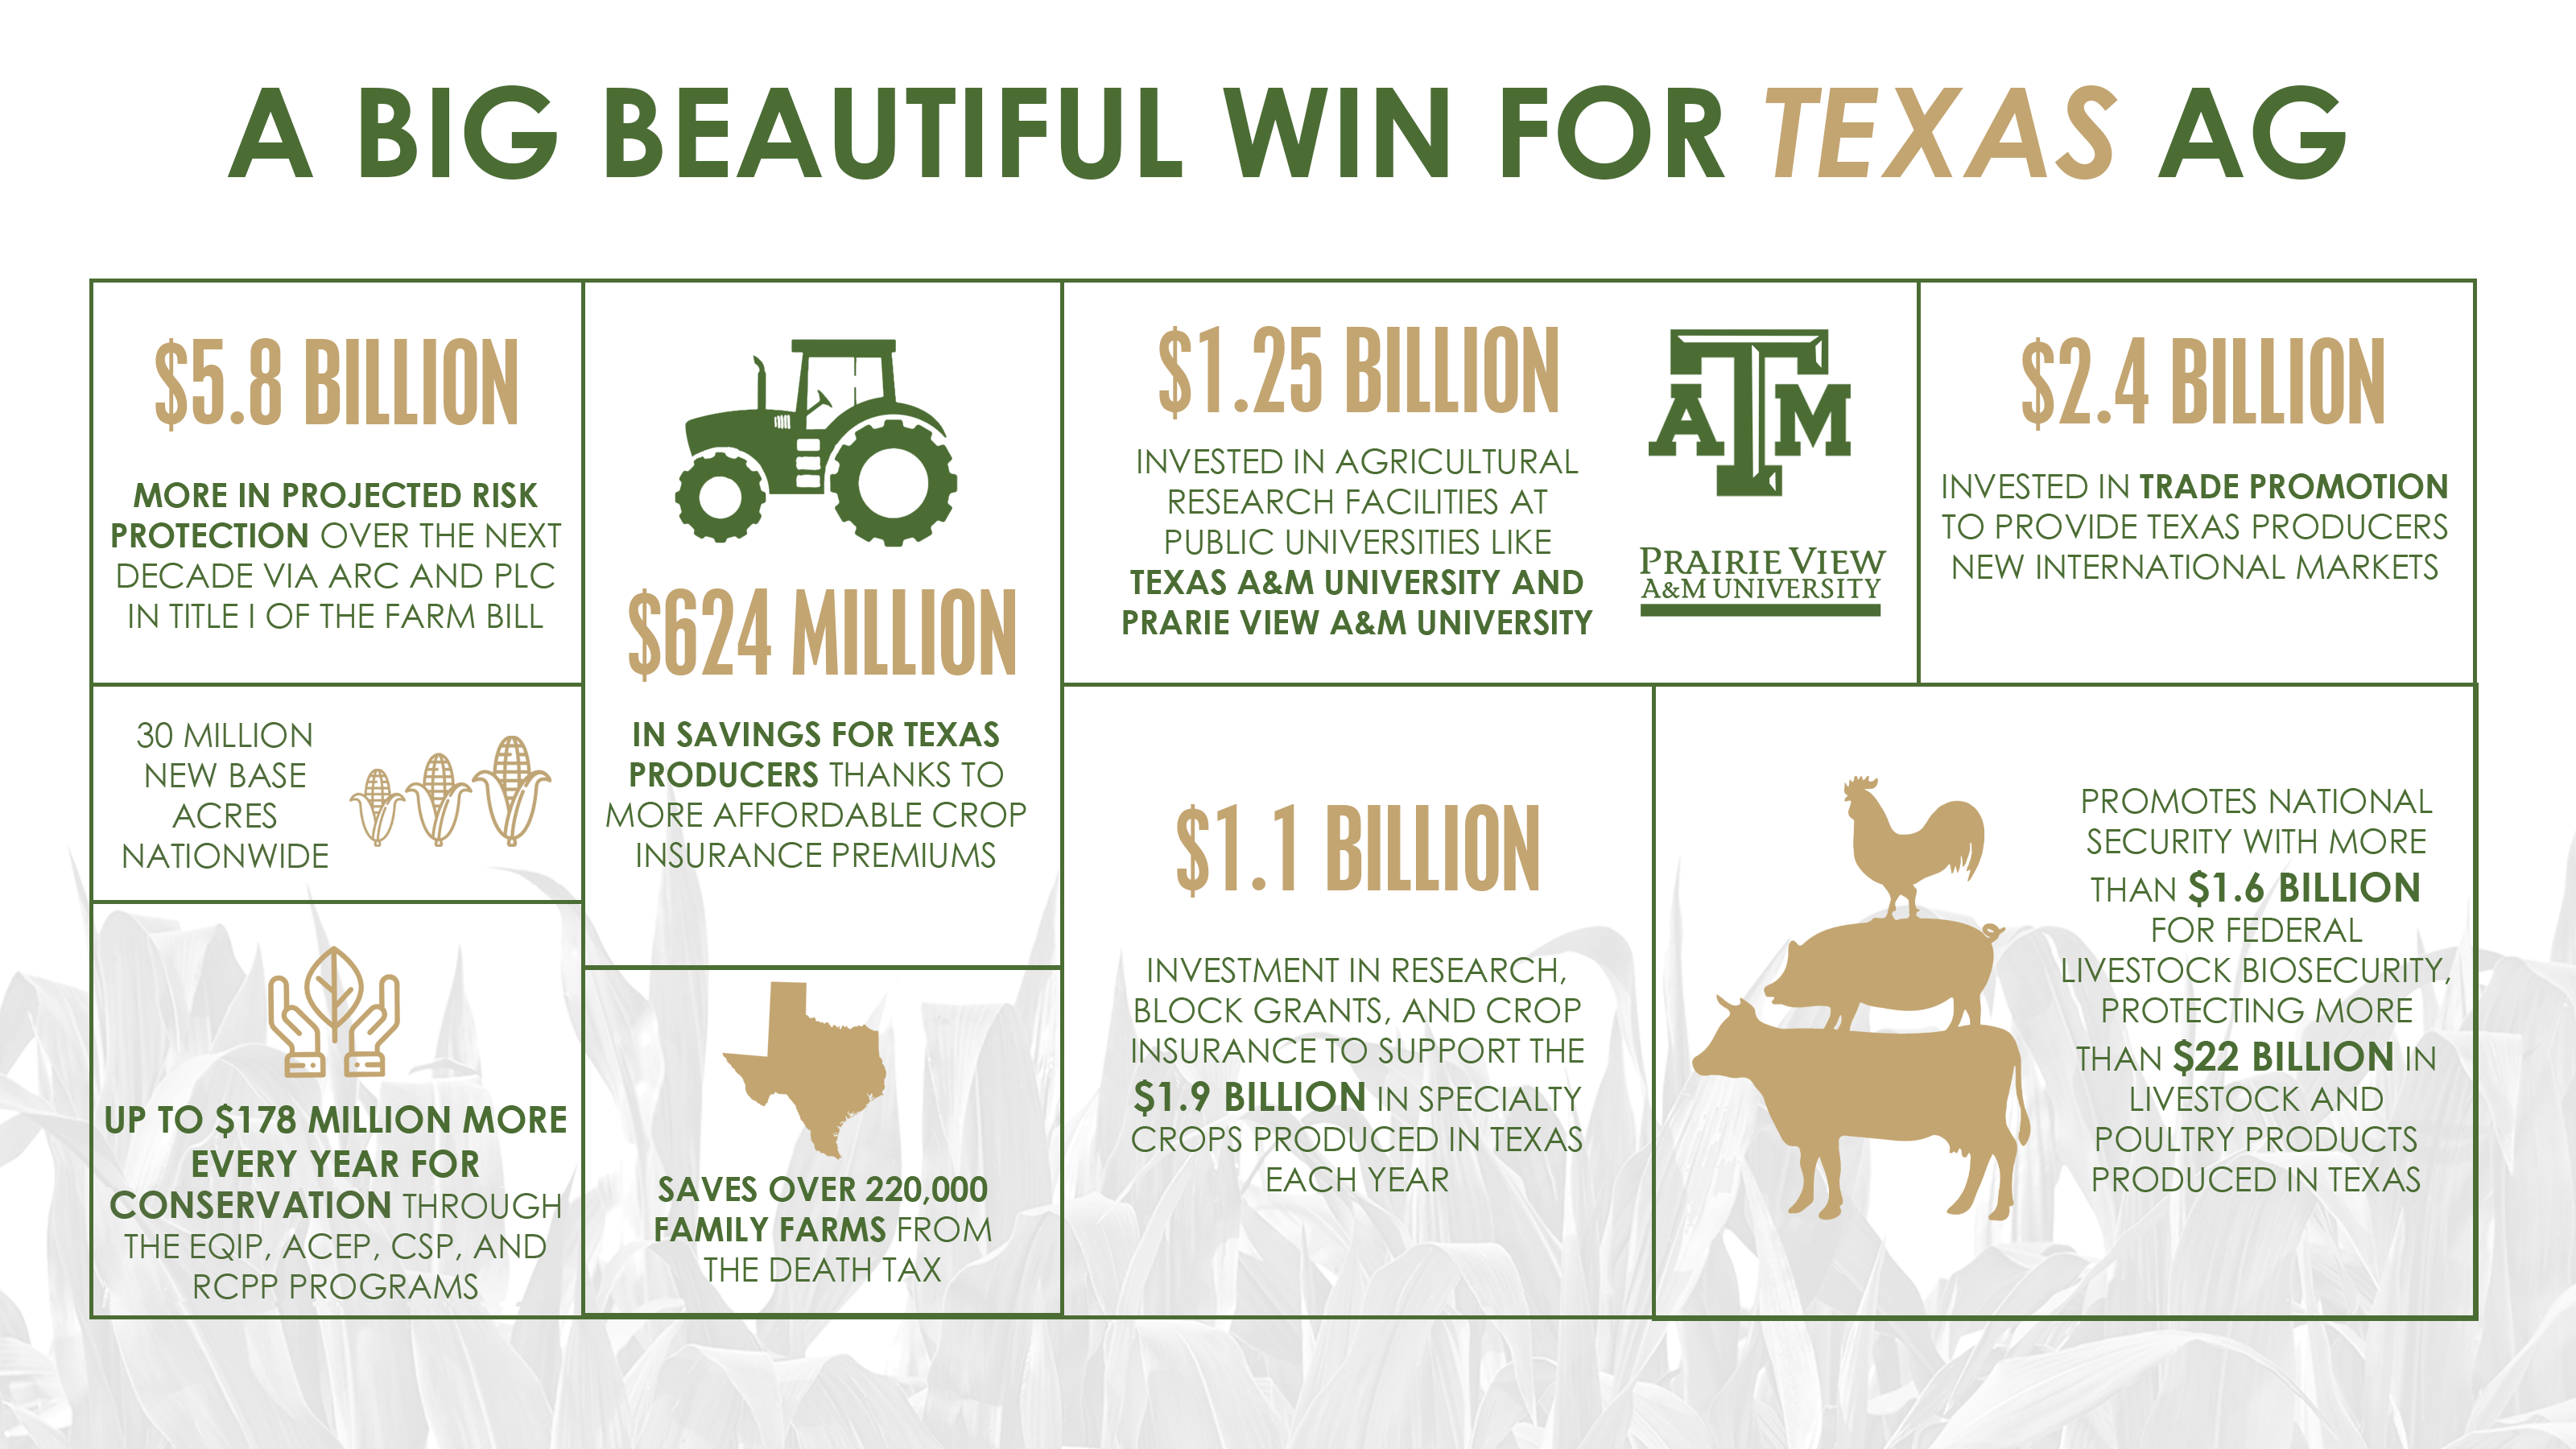 A BIG BEAUTIFUL WIN FOR TEXAS AG
$5.8 BILLION
MORE IN PROJECTED RISK
PROTECTION OVER THE NEXT
DECADE VIA ARC AND PLC
IN TITLE I OF THE FARM BILL
30 MILLION
NEW BASE
ACRES
NATIONWIDE
UP TO $178 MILLION MORE
EVERY YEAR FOR
CONSERVATION THROUGH
THE EQIP, ACEP, CSP, AND
RCPP PROGRAMS
$624 MILLION
IN SAVINGS FOR TEXAS
PRODUCERS THANKS TO
MORE AFFORDABLE CROP
INSURANCE PREMIUMS
SAVES OVER 220,000
FAMILY FARMS FROM
THE DEATH TAX
$1.25 BILLION
INVESTED IN AGRICULTURAL
RESEARCH FACILITIES AT
PUBLIC UNIVERSITIES LIKE
TEXAS A&M UNIVERSITY AND
PRARIE VIEW A&M UNIVERSITY
ATM
PRAIRIE VIEW
A&M UNIVERSITY
$2.4 BILLION
INVESTED IN TRADE PROMOTION
TO PROVIDE TEXAS PRODUCERS
NEW INTERNATIONAL MARKETS
$1.1 BILLION
INVESTMENT IN RESEARCH,
BLOCK GRANTS, AND CROP
INSURANCE TO SUPPORT THE
$1.9 BILLION IN SPECIALTY
CROPS PRODUCED IN TEXAS
EACH YEAR
PROMOTES NATIONAL
SECURITY WITH MORE
THAN $1.6 BILLION
FOR FEDERAL
LIVESTOCK BIOSECURITY,
PROTECTING MORE
THAN $22 BILLION IN
LIVESTOCK AND
POULTRY PRODUCTS
PRODUCED IN TEXAS